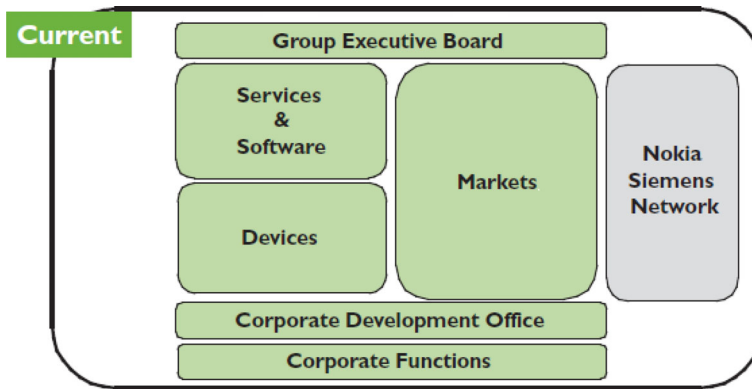 Current
Group Executive Board
Services
&
Software
Markets
Nokia
Siemens
Network
Devices
Corporate Development Office
Corporate Functions